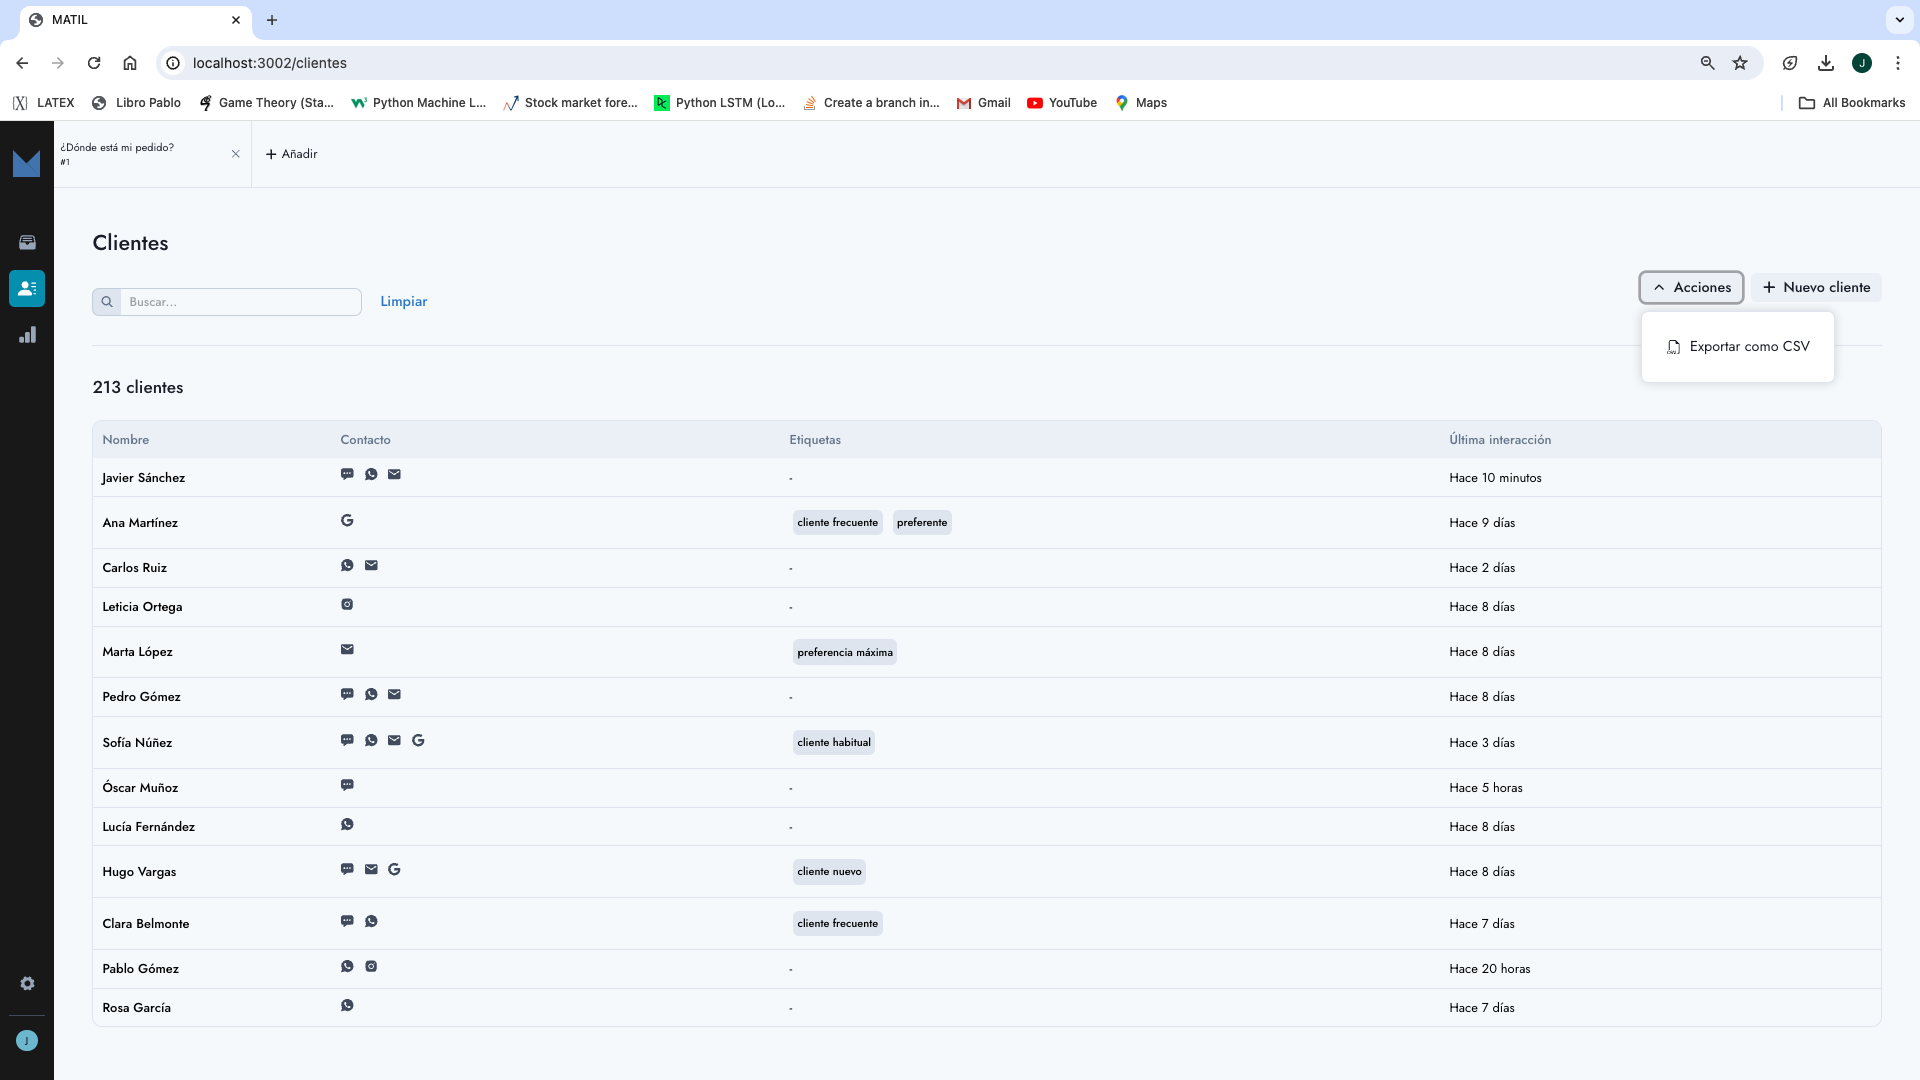 MATIL
localhost:3002/clientes
J
LATEX
Libro Pablo
Game Theory (Sta...
Python Machine L...
Stock market fore...
Python LSTM (Lo...
Create a branch in...
Gmail
YouTube
Maps
All Bookmarks
¿Dónde está mi pedido?
#1
Añadir
Clientes
Buscar...
Limpiar
Acciones
Nuevo cliente
Exportar como CSV
213 clientes
Nombre Contacto Etiquetas Última interacción
Javier Sánchez - Hace 10 minutos
Ana Martínez cliente frecuente preferente Hace 9 días
Carlos Ruiz - Hace 2 días
Leticia Ortega - Hace 8 días
Marta López preferencia máxima Hace 8 días
Pedro Gómez - Hace 8 días
Sofía Núñez cliente habitual Hace 3 días
Óscar Muñoz - Hace 5 horas
Lucía Fernández - Hace 8 días
Hugo Vargas cliente nuevo Hace 8 días
Clara Belmonte cliente frecuente Hace 7 días
Pablo Gómez - Hace 20 horas
Rosa García - Hace 7 días
J